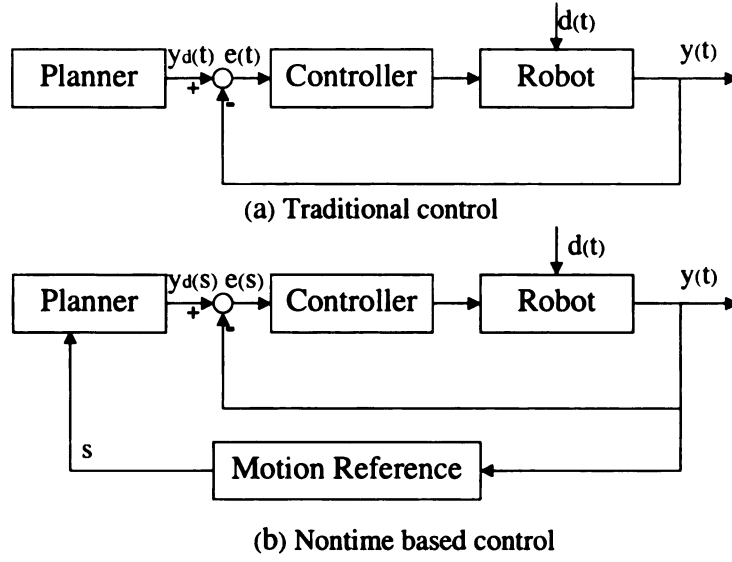 d(t)
yd(t) e(t) y(t)
Planner Controller Robot
+
-
(a) Traditional control
d(t)
yd(s) e(s) y(t)
Planner Controller Robot
+
-
s
Motion Reference
(b) Nontime based control